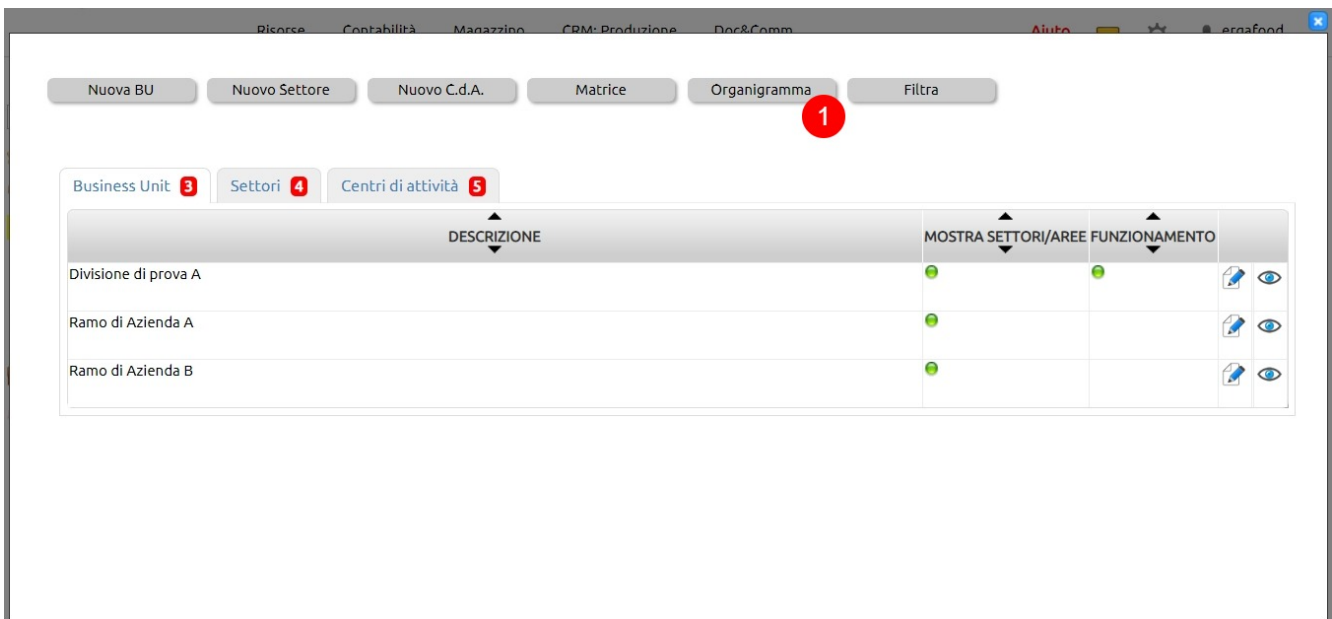 Risorse Contabilità Magazzino CRM: Produzione Doc&Comm Aiuto ergafood
Nuova BU Nuovo Settore Nuovo C.d.A. Matrice Organigramma Filtra
1
Business Unit 3 Settori 4 Centri di attività 5
DESCRIZIONE MOSTRA SETTORI/AREE FUNZIONAMENTO
Divisione di prova A
Ramo di Azienda A
Ramo di Azienda B